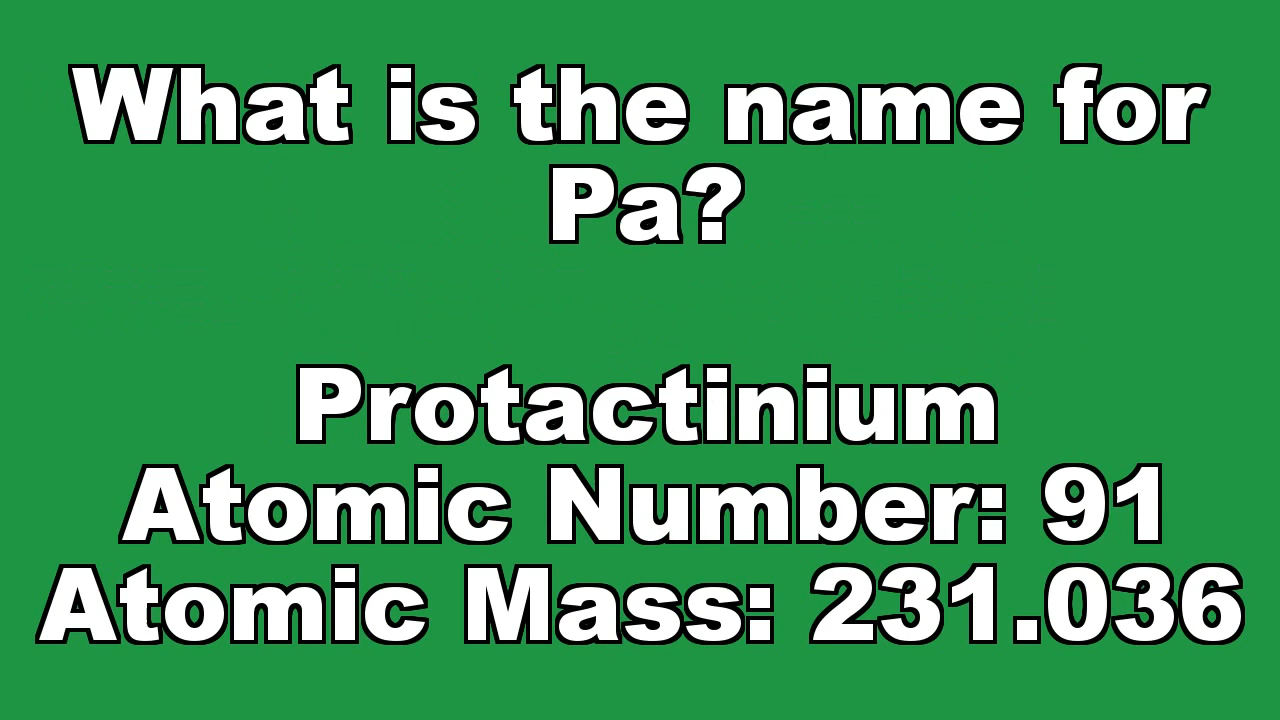 What is the name for
Pa?
Protactinium
Atomic Number: 91
Atomic Mass: 231.036